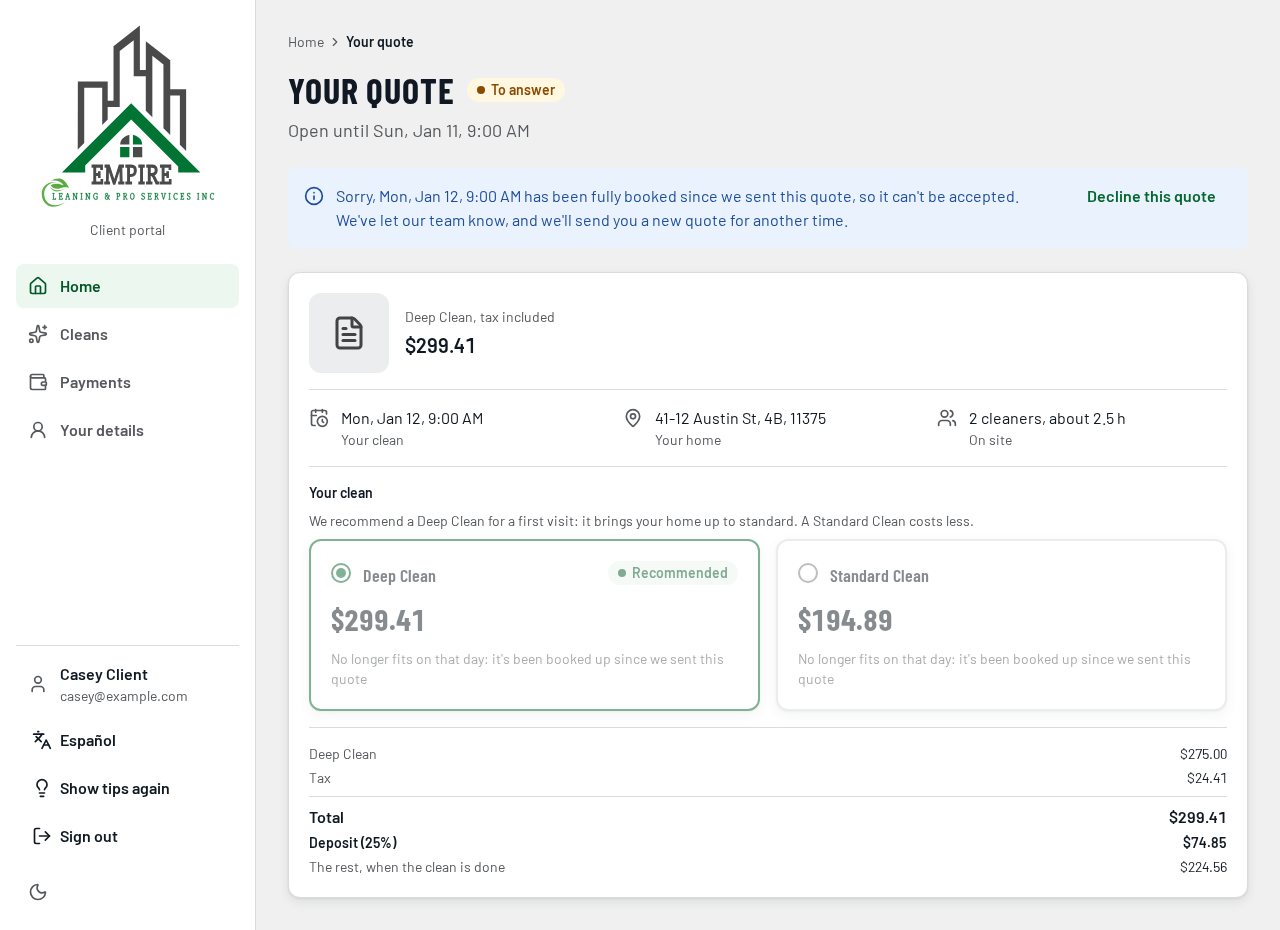 EMPIRE
LEANING & PRO SERVICES INC
Client portal
Home
Cleans
Payments
Your details
Casey Client
casey@example.com
Español
Show tips again
Sign out
Home > Your quote
YOUR QUOTE
To answer
Open until Sun, Jan 11, 9:00 AM
Sorry, Mon, Jan 12, 9:00 AM has been fully booked since we sent this quote, so it can't be accepted.
We've let our team know, and we'll send you a new quote for another time.
Decline this quote
Deep Clean, tax included
$299.41
Mon, Jan 12, 9:00 AM
Your clean
41-12 Austin St, 4B, 11375
Your home
2 cleaners, about 2.5 h
On site
Your clean
We recommend a Deep Clean for a first visit: it brings your home up to standard. A Standard Clean costs less.
Deep Clean
Recommended
$299.41
No longer fits on that day: it's been booked up since we sent this
quote
Standard Clean
$194.89
No longer fits on that day: it's been booked up since we sent this
quote
Deep Clean $275.00
Tax $24.41
Total $299.41
Deposit (25%) $74.85
The rest, when the clean is done $224.56